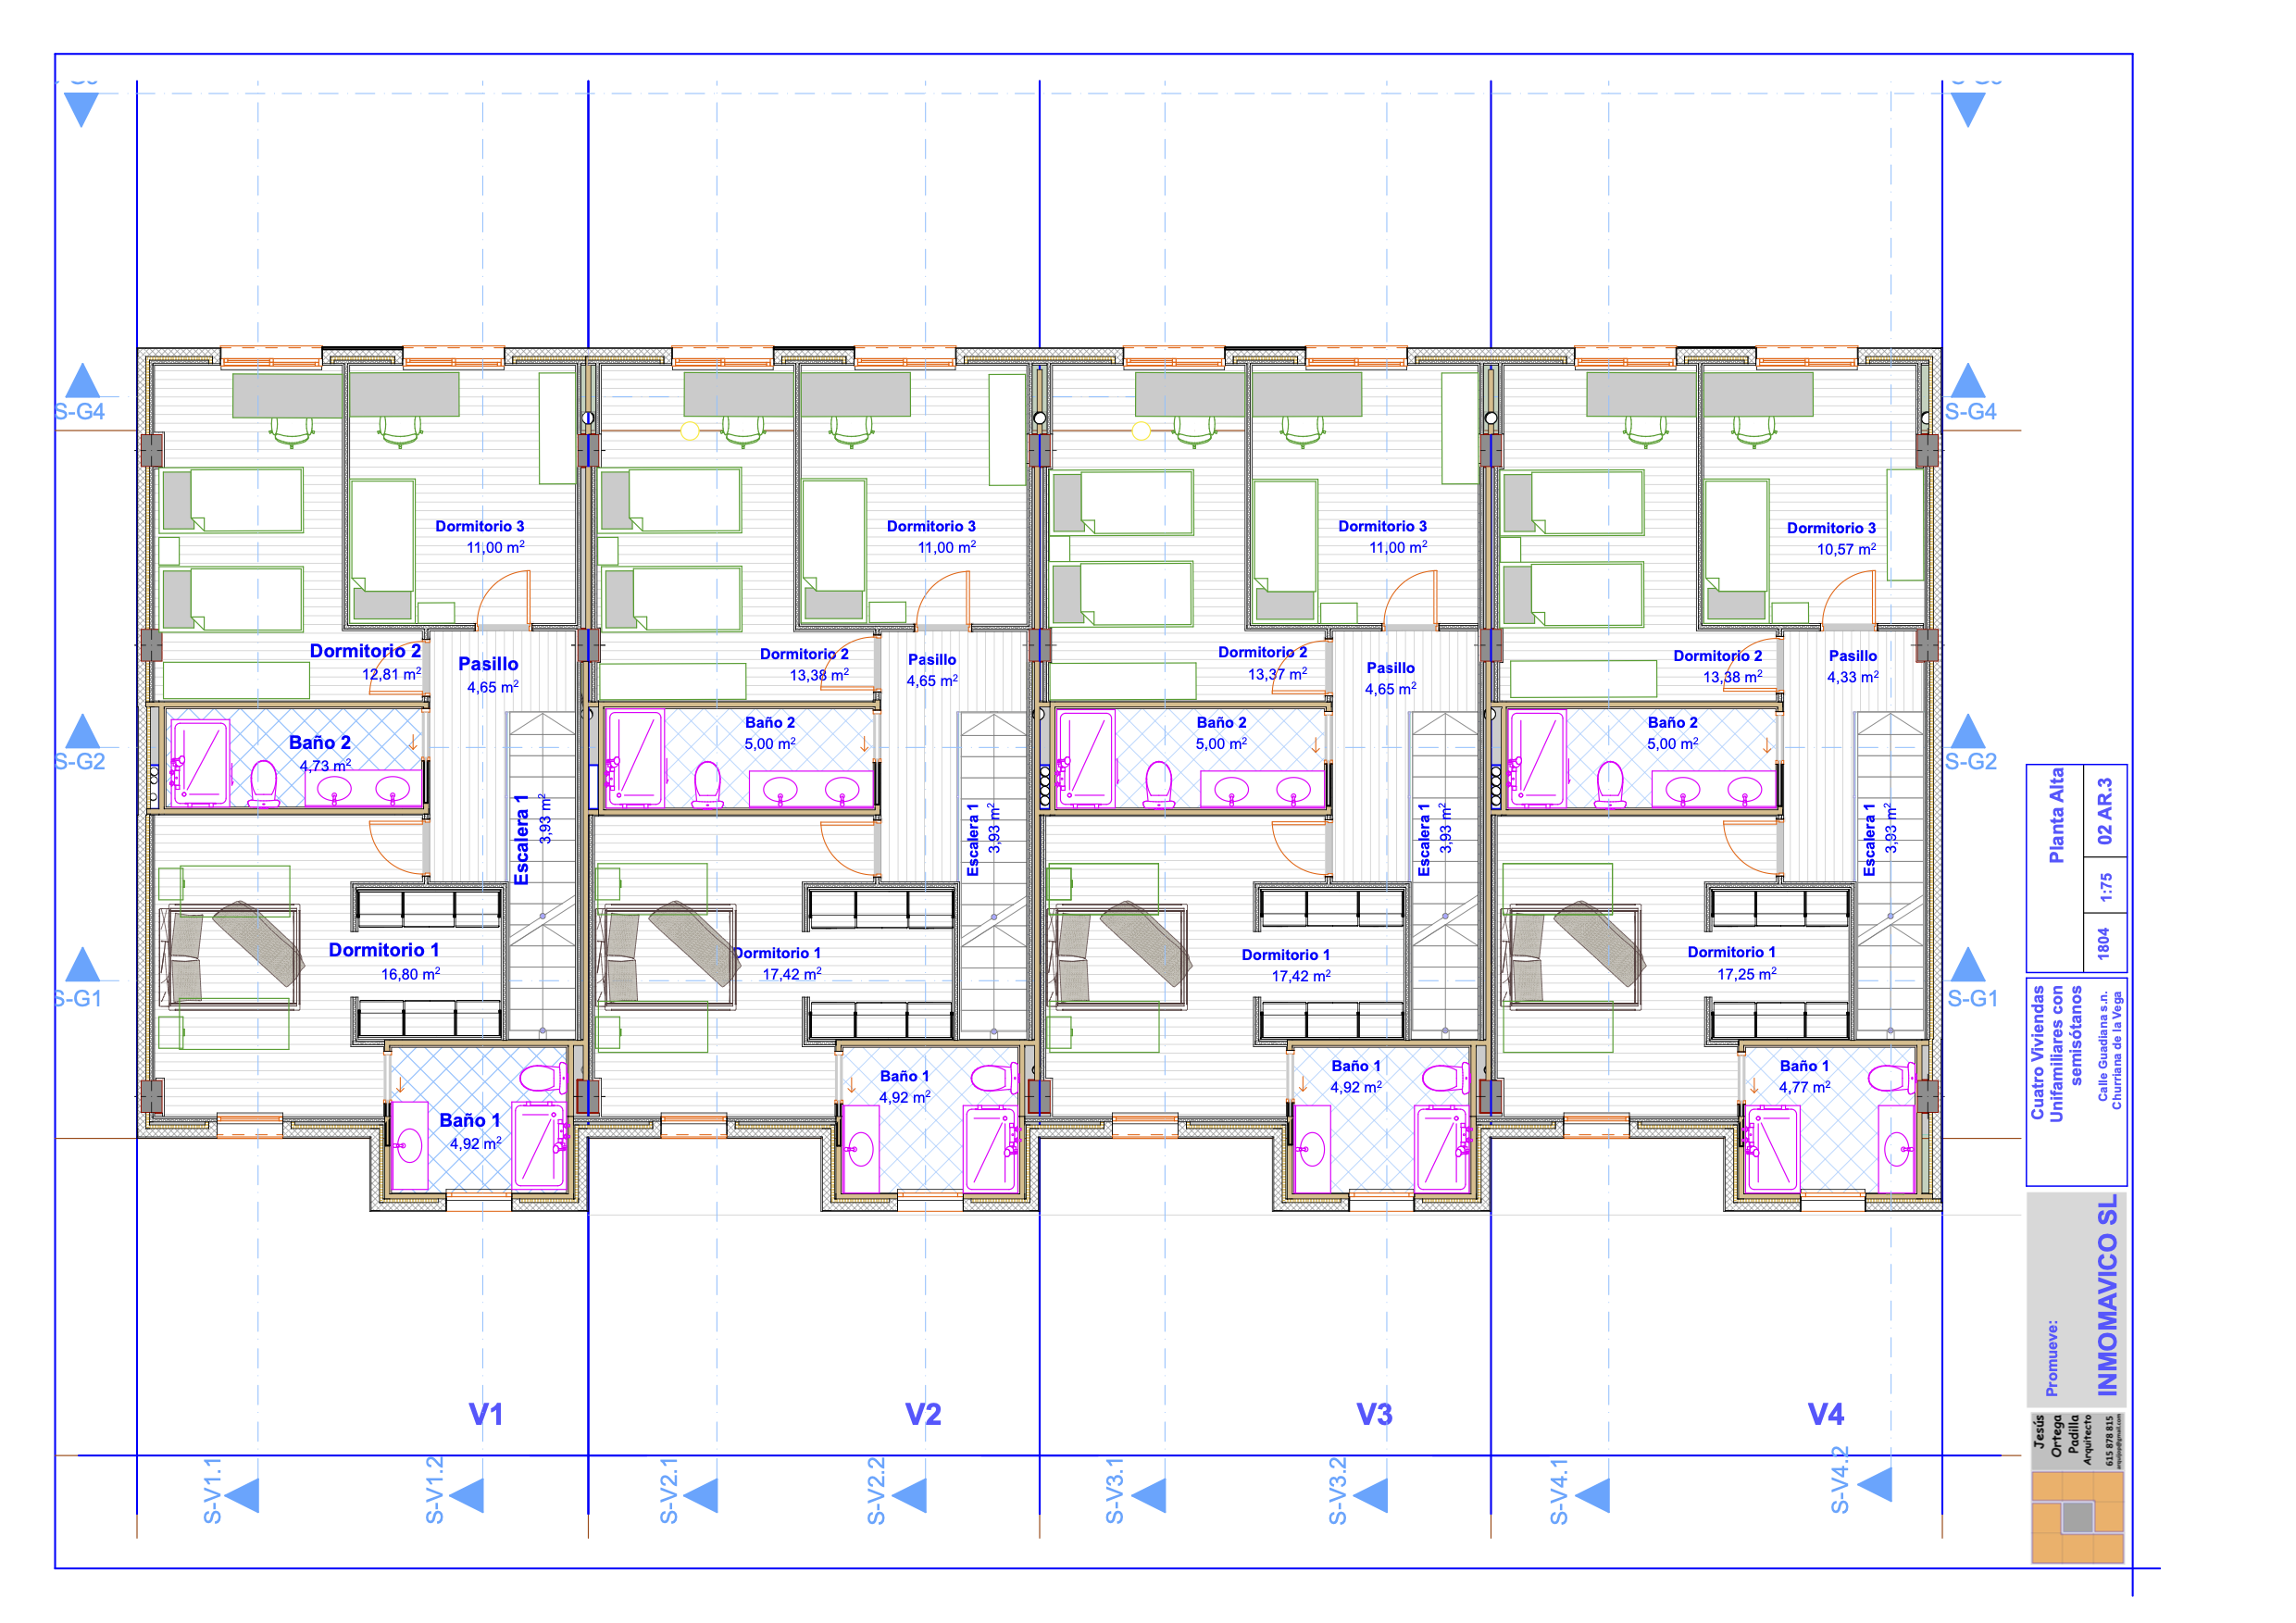 S-G4
S-G4
Dormitorio 3
11,00 m²
Dormitorio 3
11,00 m²
Dormitorio 3
11,00 m²
Dormitorio 3
10,57 m²
Dormitorio 2
12,81 m²
Pasillo
4,65 m²
Dormitorio 2
13,38 m²
Pasillo
4,65 m²
Dormitorio 2
13,37 m²
Pasillo
4,65 m²
Dormitorio 2
13,38 m²
Pasillo
4,33 m²
S-G2
Baño 2
4,73 m²
Baño 2
5,00 m²
Baño 2
5,00 m²
Baño 2
5,00 m²
S-G2
Escalera 1
3,93 m²
Escalera 1
3,93 m²
Escalera 1
3,93 m²
Escalera 1
3,93 m²
S-G1
Dormitorio 1
16,80 m²
Dormitorio 1
17,42 m²
Dormitorio 1
17,42 m²
Dormitorio 1
17,25 m²
S-G1
Baño 1
4,92 m²
Baño 1
4,92 m²
Baño 1
4,92 m²
Baño 1
4,77 m²
V1
V2
V3
V4
S-V1.1
S-V1.2
S-V2.1
S-V2.2
S-V3.1
S-V3.2
S-V4.1
S-V4.2
Planta Alta
1804
1:75
02 AR.3
Cuatro Viviendas
Unifamiliares con
semisótanos
Calle Guadiana s.n.
Churriana de la Vega
Promueve:
INMOMAVICO SL
Jesús
Ortega
Padilla
Arquitecto
615 878 815